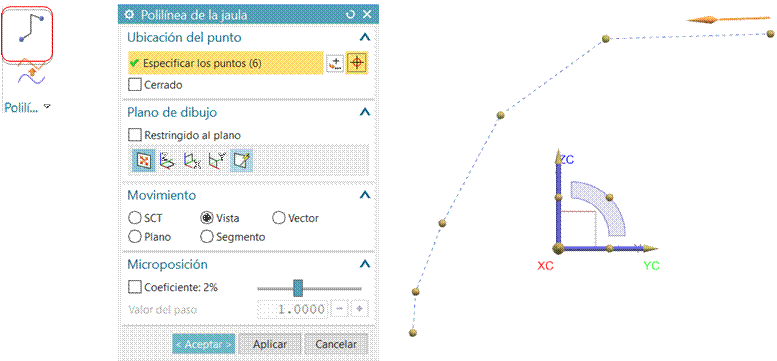 Polilínea de la jaula
Ubicación del punto
Especificar los puntos (6)
Cerrado
Polilí...
Plano de dibujo
Restringido al plano
Movimiento
SCT Vista Vector
Plano Segmento
Microposición
Coeficiente: 2%
Valor del paso 1.0000
< Aceptar > Aplicar Cancelar
ZC
XC YC